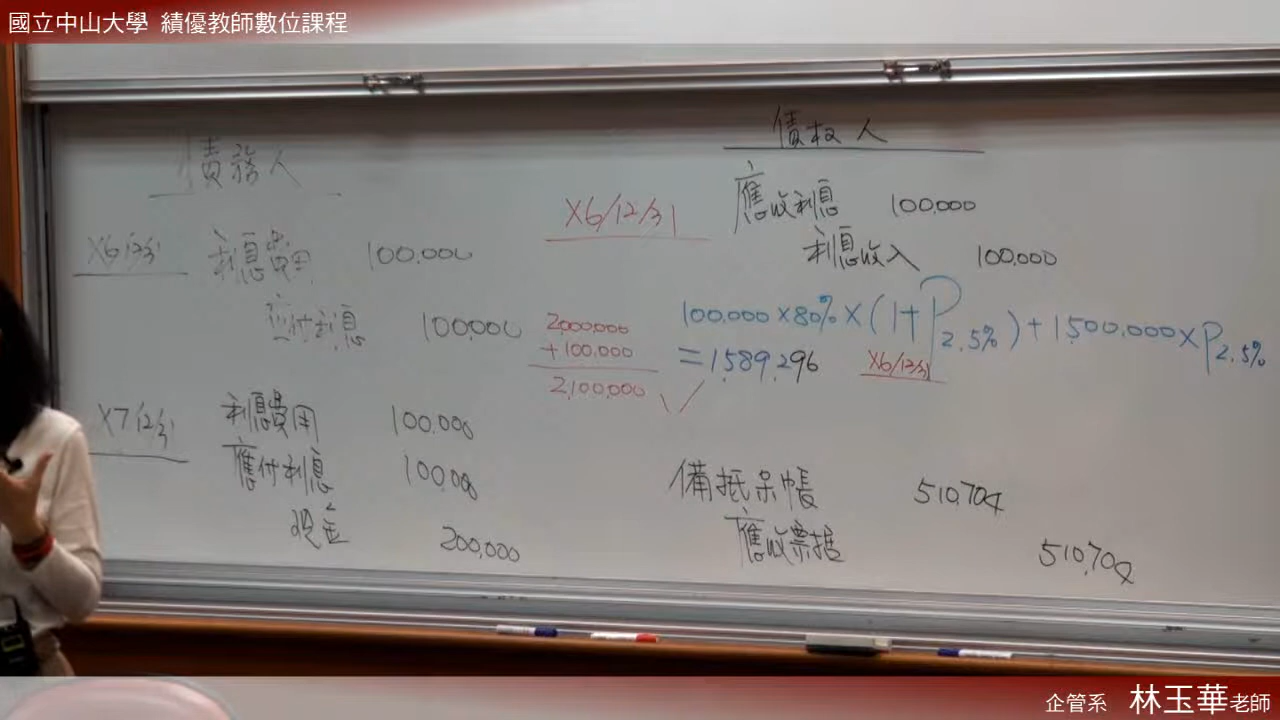 國立中山大學 績優教師數位課程
債務人
X6/12/31
利息費用 100,000
應付利息 100,000
X7/12/31
利息費用 100,000
應付利息 100,000
現金 200,000
債权人
X6/12/31
應收利息 100,000
利息收入 100,000
2,000,000
+100,000
2,100,000
100,000×80%×(1+P2.5%)+1,500,000×P2.5%
=1,589,296
X6/12/31
備抵呆帳 510,704
應收票据 510,704
企管系 林玉華老師